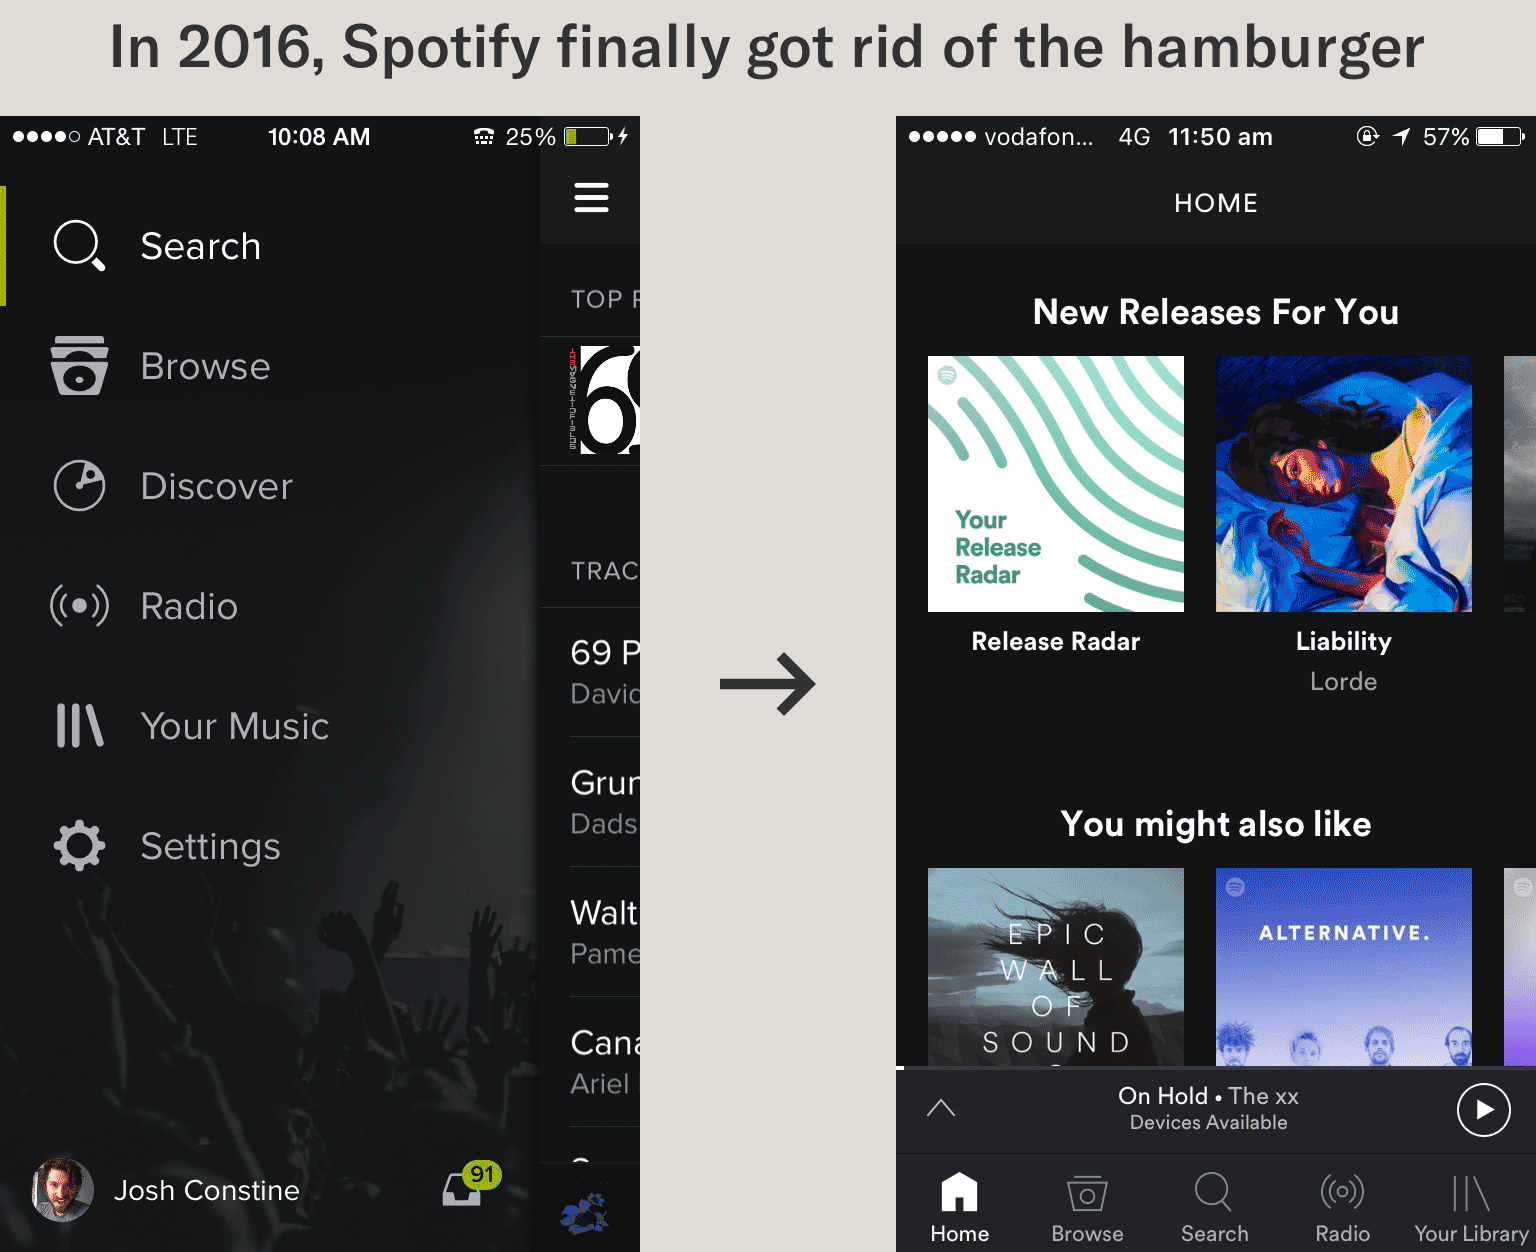 In 2016, Spotify finally got rid of the hamburger
AT&T LTE 10:08 AM 25%
Search
Browse
Discover
Radio
Your Music
Settings
Josh Constine
91
TOP
TRAC
69 P
David
Grun
Dads
Walt
Pame
Cana
Ariel
vodafon... 4G 11:50 am 57%
HOME
New Releases For You
Your
Release
Radar
Release Radar
Liability
Lorde
You might also like
EPIC
WALL
OF
SOUND
ALTERNATIVE.
On Hold • The xx
Devices Available
Home
Browse
Search
Radio
Your Library